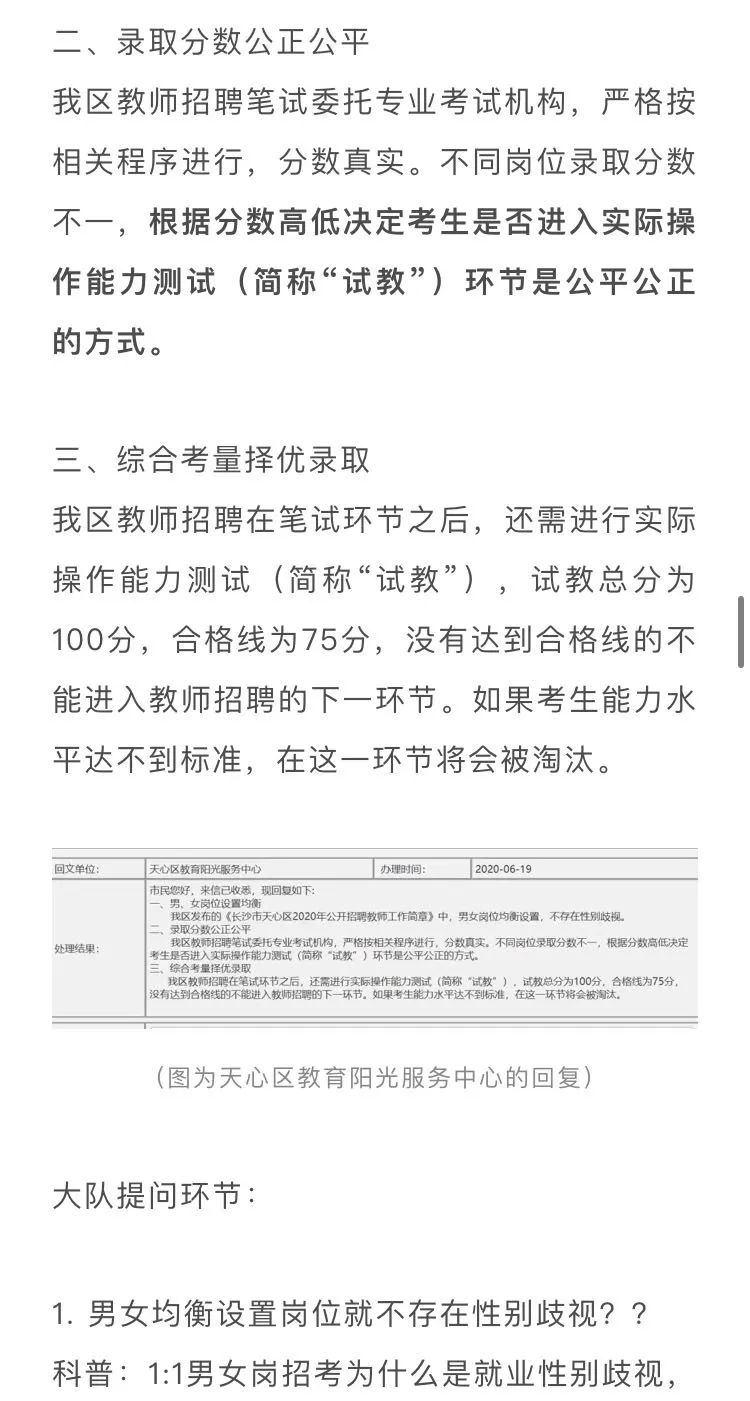 二、录取分数公正公平
我区教师招聘笔试委托专业考试机构，严格按
相关程序进行，分数真实。不同岗位录取分数
不一，根据分数高低决定考生是否进入实际操
作能力测试（简称“试教”）环节是公平公正
的方式。
三、综合考量择优录取
我区教师招聘在笔试环节之后，还需进行实际
操作能力测试（简称“试教”），试教总分为
100分，合格线为75分，没有达到合格线的不
能进入教师招聘的下一环节。如果考生能力水
平达不到标准，在这一环节将会被淘汰。
回文单位： 天心区教育阳光服务中心 办理时间： 2020-06-19
处理结果：
市民您好，来信已收悉，现回复如下：
一、男、女岗位设置均衡
我区发布的《长沙市天心区2020年公开招聘教师工作简章》中，男女岗位均衡设置，不存在性别歧视。
二、录取分数公正公平
我区教师招聘笔试委托专业考试机构，严格按相关程序进行，分数真实。不同岗位录取分数不一，根据分数高低决定
考生是否进入实际操作能力测试（简称“试教”）环节是公平公正的方式。
三、综合考量择优录取
我区教师招聘在笔试环节之后，还需进行实际操作能力测试（简称“试教”），试教总分为100分，合格线为75分，
没有达到合格线的不能进入教师招聘的下一环节。如果考生能力水平达不到标准，在这一环节将会被淘汰。
（图为天心区教育阳光服务中心的回复）
大队提问环节：
1. 男女均衡设置岗位就不存在性别歧视？？
科普：1:1男女岗招考为什么是就业性别歧视，